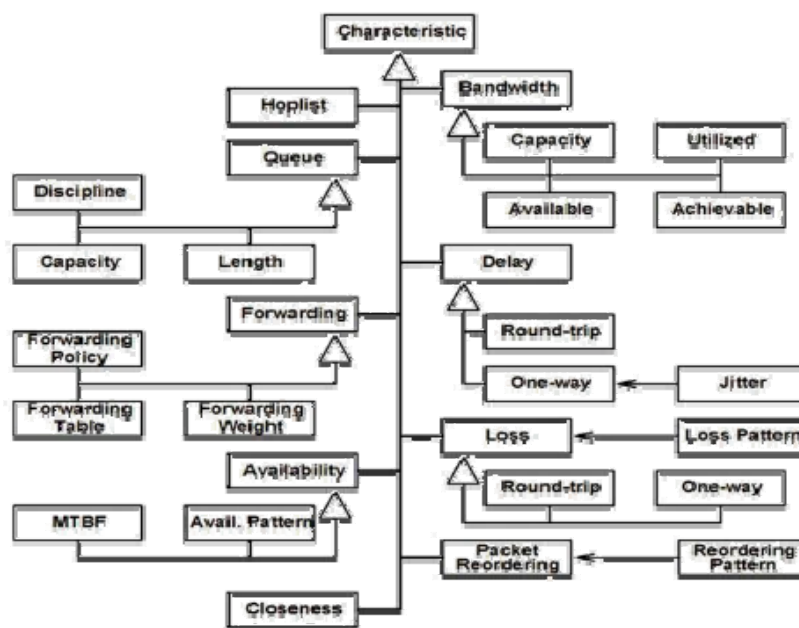 Characteristic
Hoplist
Bandwidth
Queue
Capacity
Utilized
Discipline
Available
Achievable
Capacity
Length
Delay
Forwarding
Round-trip
Forwarding
Policy
One-way
Jitter
Forwarding
Table
Forwarding
Weight
Loss
Loss Pattern
Availability
Round-trip
One-way
MTBF
Avail. Pattern
Packet
Reordering
Reordering
Pattern
Closeness